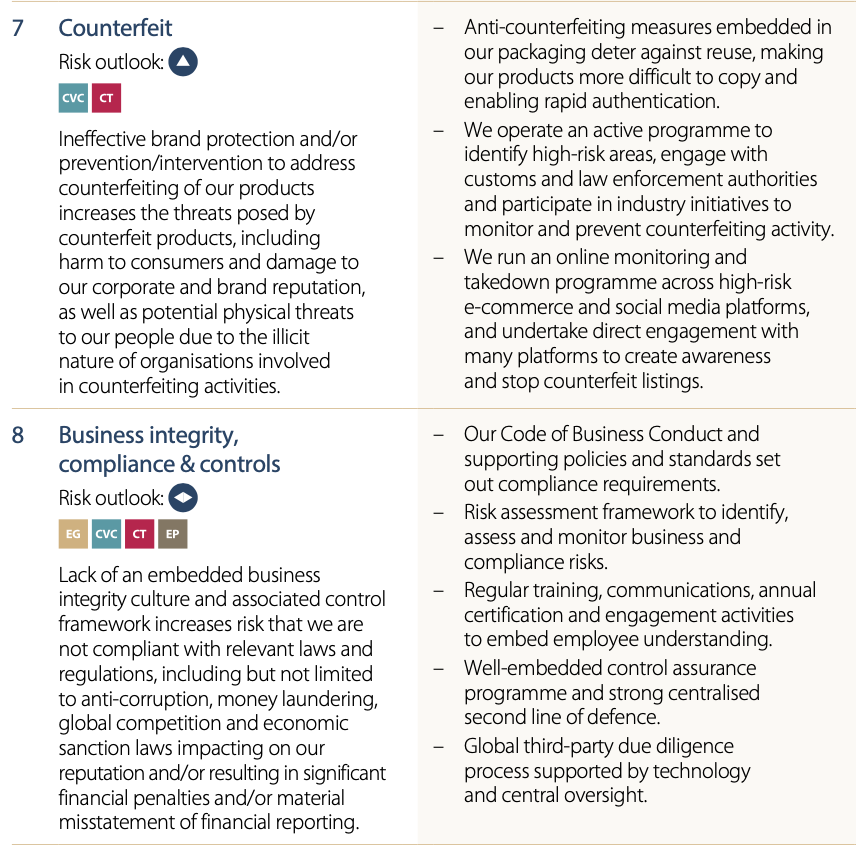 7 Counterfeit
Risk outlook:
CVC CT
Ineffective brand protection and/or
prevention/intervention to address
counterfeiting of our products
increases the threats posed by
counterfeit products, including
harm to consumers and damage to
our corporate and brand reputation,
as well as potential physical threats
to our people due to the illicit
nature of organisations involved
in counterfeiting activities.
– Anti-counterfeiting measures embedded in
our packaging deter against reuse, making
our products more difficult to copy and
enabling rapid authentication.
– We operate an active programme to
identify high-risk areas, engage with
customs and law enforcement authorities
and participate in industry initiatives to
monitor and prevent counterfeiting activity.
– We run an online monitoring and
takedown programme across high-risk
e-commerce and social media platforms,
and undertake direct engagement with
many platforms to create awareness
and stop counterfeit listings.
8 Business integrity,
compliance & controls
Risk outlook:
EG CVC CT EP
Lack of an embedded business
integrity culture and associated control
framework increases risk that we are
not compliant with relevant laws and
regulations, including but not limited
to anti-corruption, money laundering,
global competition and economic
sanction laws impacting on our
reputation and/or resulting in significant
financial penalties and/or material
misstatement of financial reporting.
– Our Code of Business Conduct and
supporting policies and standards set
out compliance requirements.
– Risk assessment framework to identify,
assess and monitor business and
compliance risks.
– Regular training, communications, annual
certification and engagement activities
to embed employee understanding.
– Well-embedded control assurance
programme and strong centralised
second line of defence.
– Global third-party due diligence
process supported by technology
and central oversight.